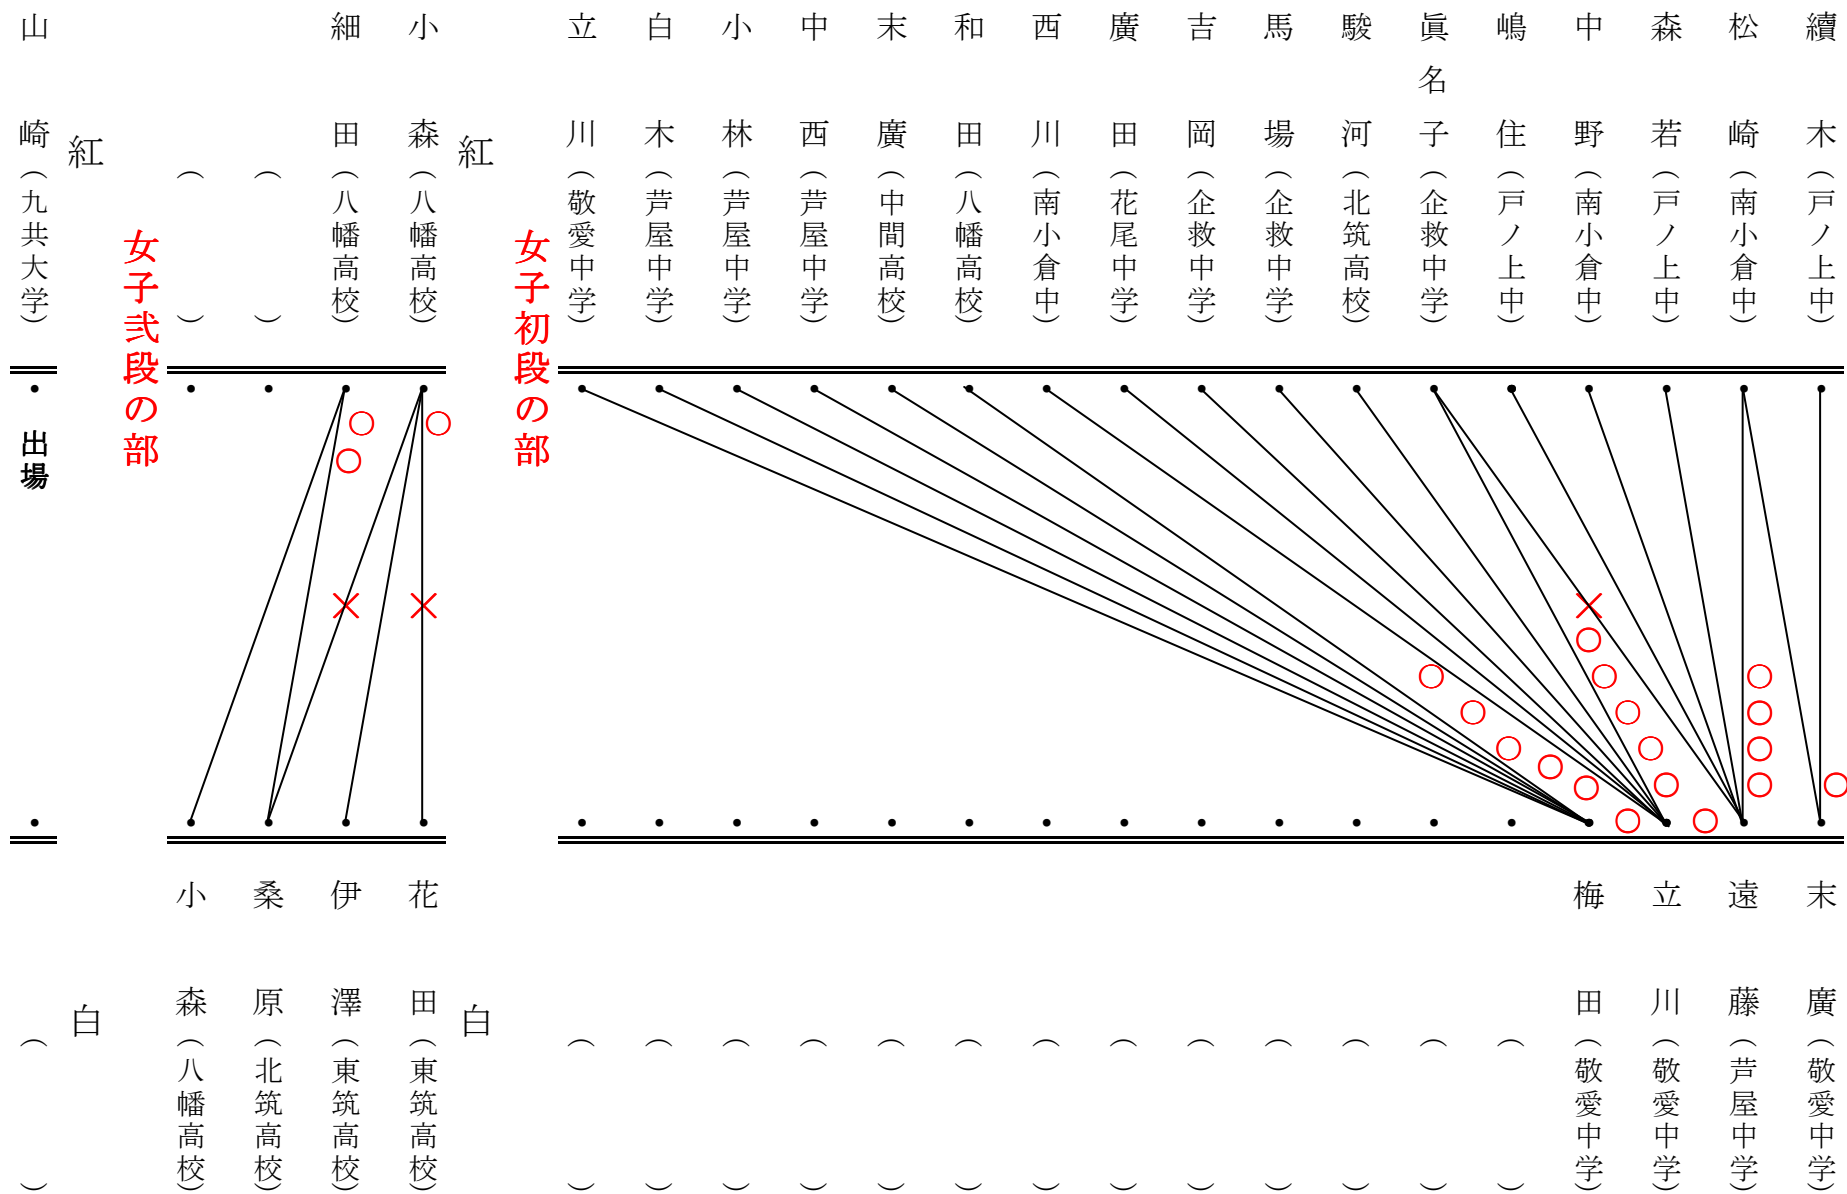 紅
續木(戸ノ上中)
松崎(南小倉中)
森若(戸ノ上中)
中野(南小倉中)
嶋住(戸ノ上中)
眞名子(企救中学)
駿河(北筑高校)
馬場(企救中学)
吉岡(企救中学)
廣田(花尾中学)
西川(南小倉中)
和田(八幡高校)
末廣(中間高校)
中西(芦屋中学)
小林(芦屋中学)
白木(芦屋中学)
立川(敬愛中学)
女子初段の部
白
末廣(敬愛中学)
遠藤(芦屋中学)
立川(敬愛中学)
梅田(敬愛中学)
紅
小森(八幡高校)
細田(八幡高校)
( )
( )
女子弐段の部
白
花田(東筑高校)
伊澤(東筑高校)
桑原(北筑高校)
小森(八幡高校)
山崎(九共大学)
出場
( )